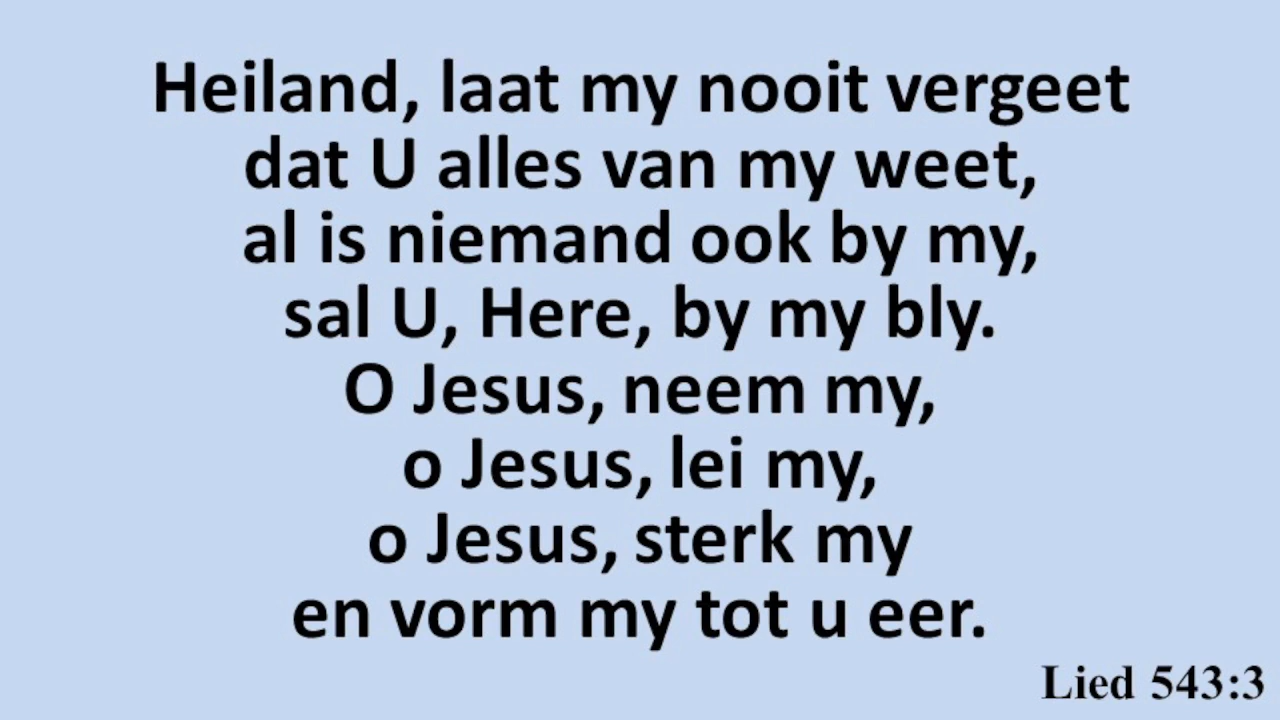 Heiland, laat my nooit vergeet
dat U alles van my weet,
al is niemand ook by my,
sal U, Here, by my bly.
O Jesus, neem my,
o Jesus, lei my,
o Jesus, sterk my
en vorm my tot u eer.
Lied 543:3